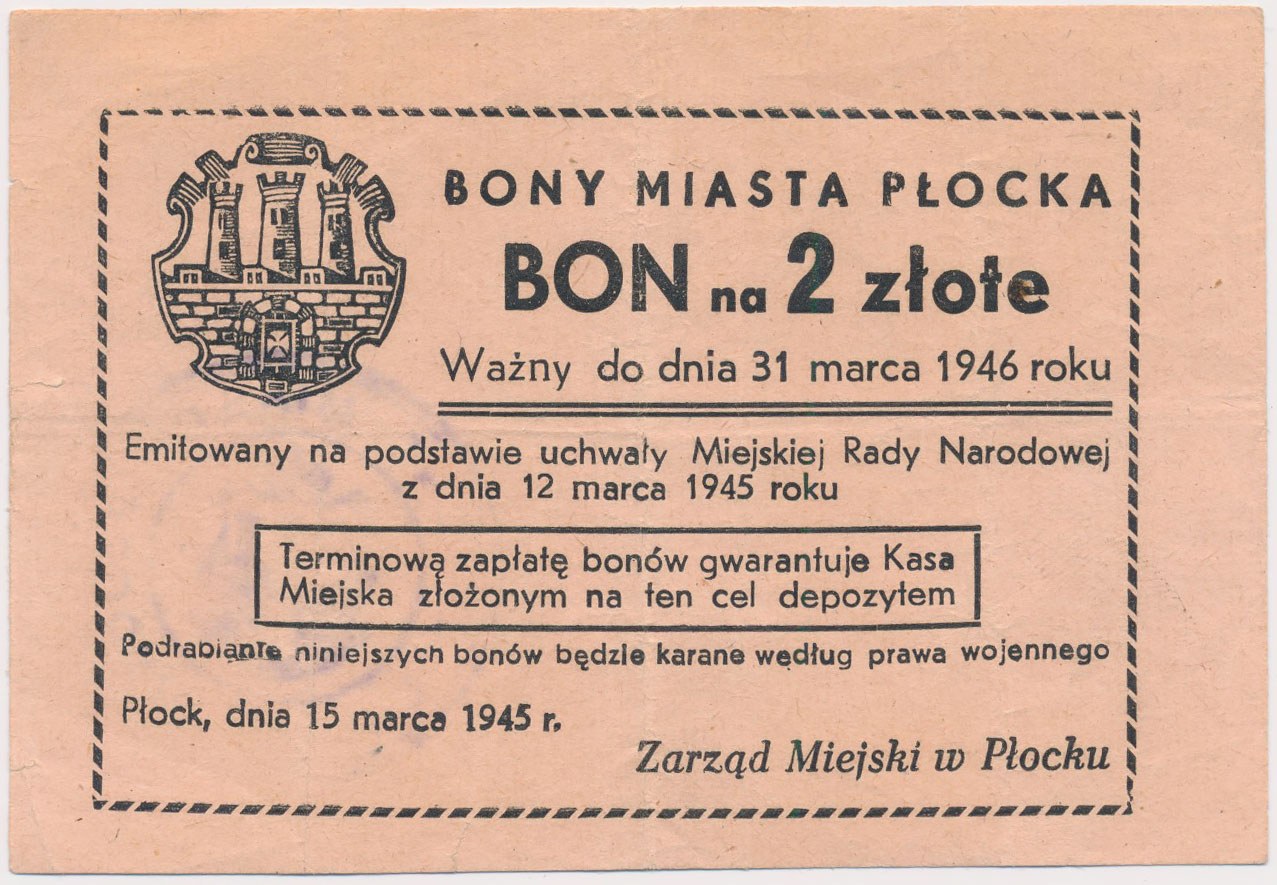 BONY MIASTA PŁOCKA
BON na 2 złote
Ważny do dnia 31 marca 1946 roku
Emitowany na podstawie uchwały Miejskiej Rady Narodowej
z dnia 12 marca 1945 roku
Terminową zapłatę bonów gwarantuje Kasa
Miejska złożonym na ten cel depozytem
Podrabianie niniejszych bonów będzie karane według prawa wojennego
Płock, dnia 15 marca 1945 r.
Zarząd Miejski w Płocku